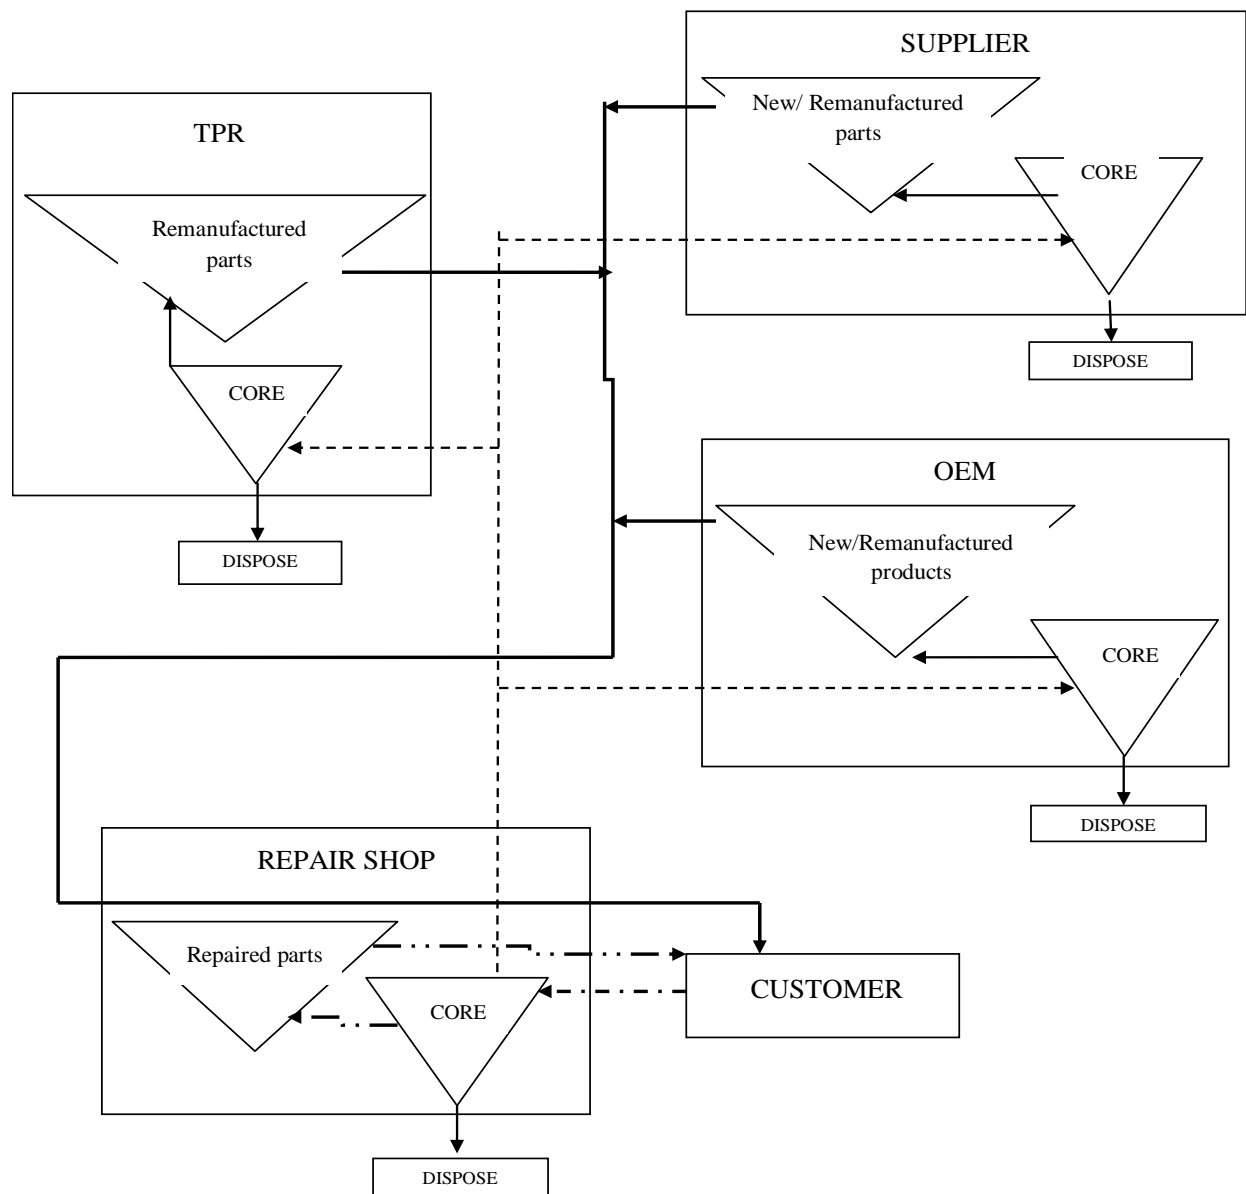 SUPPLIER
New/ Remanufactured
parts
CORE
DISPOSE
TPR
Remanufactured
parts
CORE
DISPOSE
OEM
New/Remanufactured
products
CORE
DISPOSE
REPAIR SHOP
Repaired parts
CORE
DISPOSE
CUSTOMER